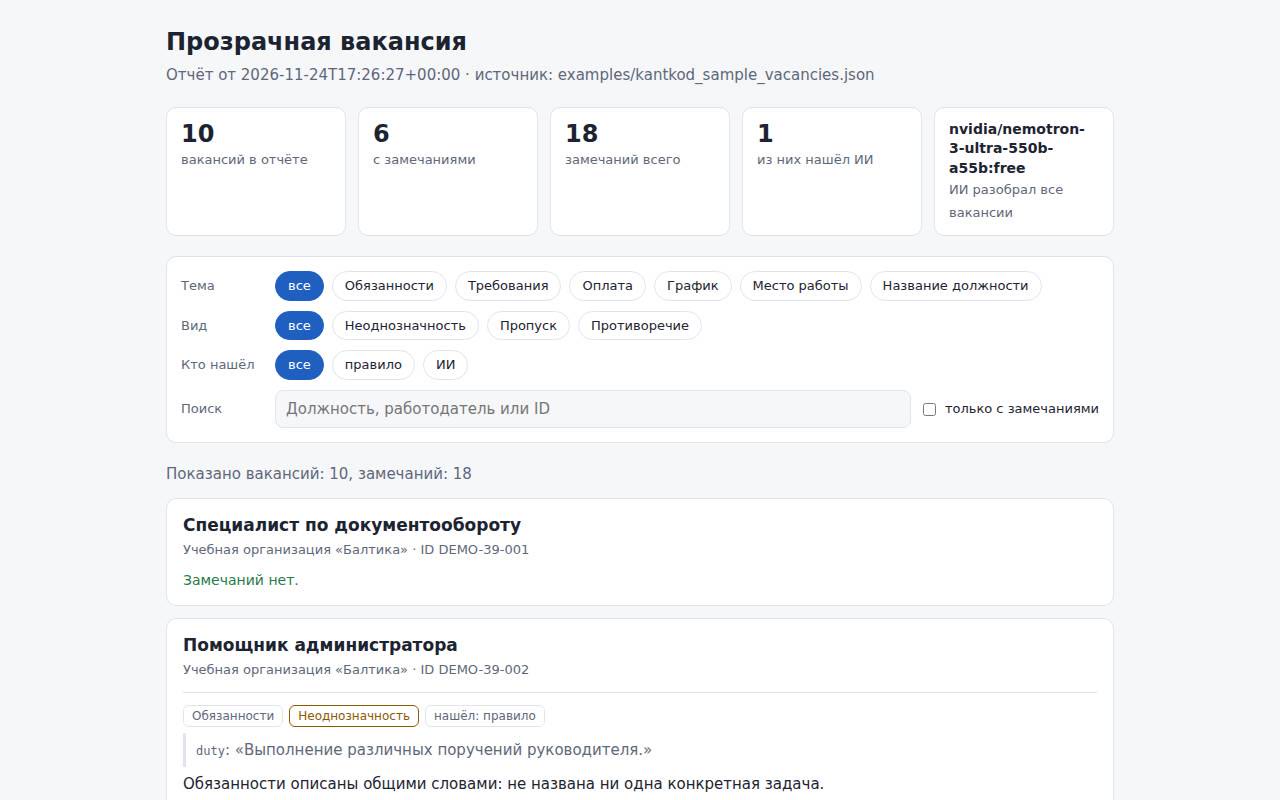 Прозрачная вакансия
Отчёт от 2026-11-24T17:26:27+00:00 · источник: examples/kantkod_sample_vacancies.json
10
вакансий в отчёте
6
с замечаниями
18
замечаний всего
1
из них нашёл ИИ
nvidia/nemotron-
3-ultra-550b-
a55b:free
ИИ разобрал все
вакансии
Тема все Обязанности Требования Оплата График Место работы Название должности
Вид все Неоднозначность Пропуск Противоречие
Кто нашёл все правило ИИ
Поиск Должность, работодатель или ID только с замечаниями
Показано вакансий: 10, замечаний: 18
Специалист по документообороту
Учебная организация «Балтика» · ID DEMO-39-001
Замечаний нет.
Помощник администратора
Учебная организация «Балтика» · ID DEMO-39-002
Обязанности Неоднозначность нашёл: правило
duty: «Выполнение различных поручений руководителя.»
Обязанности описаны общими словами: не названа ни одна конкретная задача.